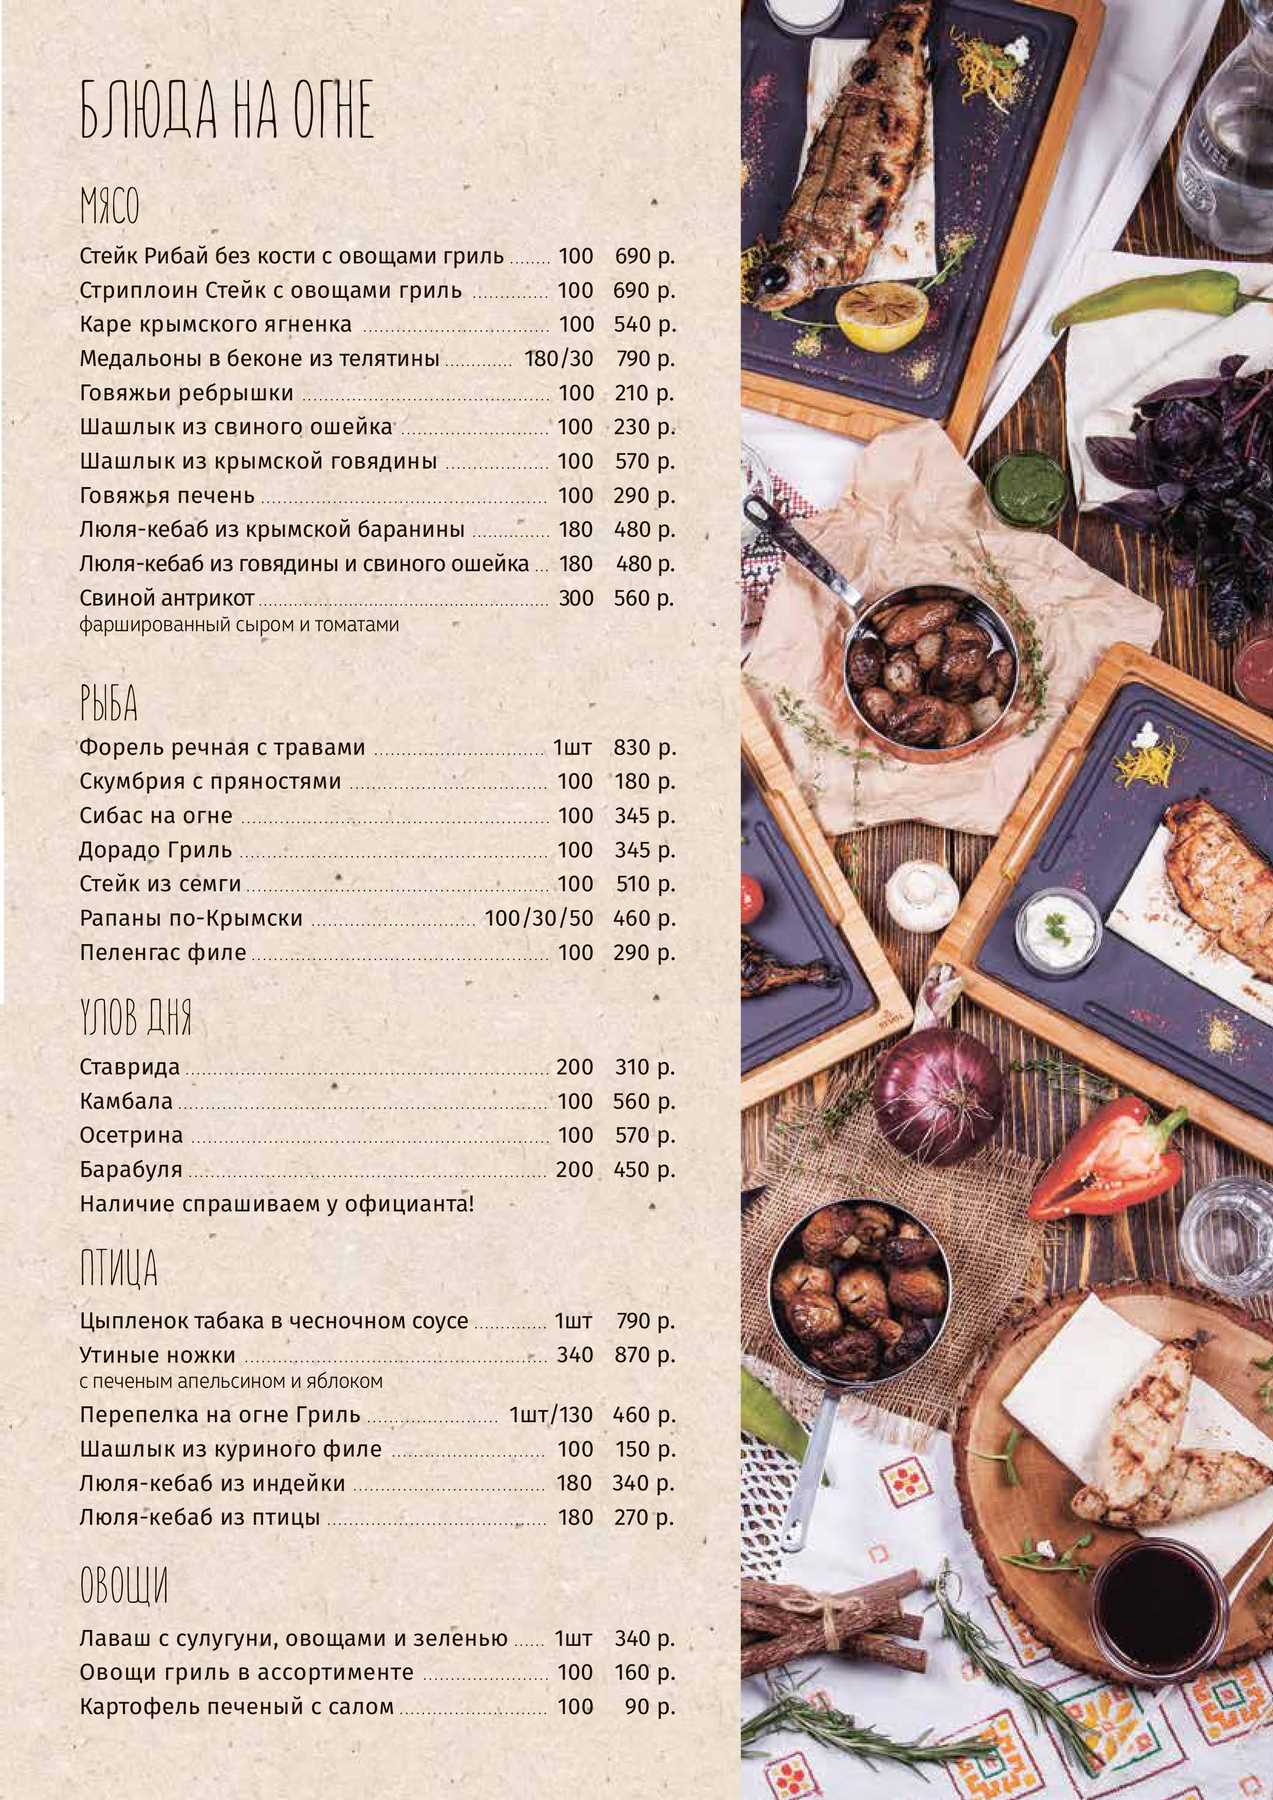 БЛЮДА НА ОГНЕ
МЯСО
Стейк Рибай без кости с овощами гриль ........ 100 690 р.
Стриплоин Стейк с овощами гриль .............. 100 690 р.
Каре крымского ягненка ............................... 100 540 р.
Медальоны в беконе из телятины ............. 180/30 790 р.
Говяжьи ребрышки ......................................... 100 210 р.
Шашлык из свиного ошейка ........................... 100 230 р.
Шашлык из крымской говядины ................... 100 570 р.
Говяжья печень ............................................... 100 290 р.
Люля-кебаб из крымской баранины .............. 180 480 р.
Люля-кебаб из говядины и свиного ошейка ... 180 480 р.
Свиной антрикот .................................................... 300 560 р.
фаршированный сыром и томатами
РЫБА
Форель речная с травами ............................ 1шт 830 р.
Скумбрия с пряностями ................................. 100 180 р.
Сибас на огне ................................................... 100 345 р.
Дорадо Гриль ................................................... 100 345 р.
Стейк из семги .................................................. 100 510 р.
Рапаны по-Крымски .............................. 100/30/50 460 р.
Пеленгас филе ................................................. 100 290 р.
УЛОВ ДНЯ
Ставрида ............................................................ 200 310 р.
Камбала ............................................................. 100 560 р.
Осетрина ........................................................... 100 570 р.
Барабуля ........................................................... 200 450 р.
Наличие спрашиваем у официанта!
ПТИЦА
Цыпленок табака в чесночном соусе ............. 1шт 790 р.
Утиные ножки .................................................. 340 870 р.
с печеным апельсином и яблоком
Перепелка на огне Гриль ...................... 1шт/130 460 р.
Шашлык из куриного филе .......................... 100 150 р.
Люля-кебаб из индейки ................................ 180 340 р.
Люля-кебаб из птицы .................................... 180 270 р.
ОВОЩИ
Лаваш с сулугуни, овощами и зеленью ...... 1шт 340 р.
Овощи гриль в ассортименте ..................... 100 160 р.
Картофель печеный с салом ......................... 100 90 р.